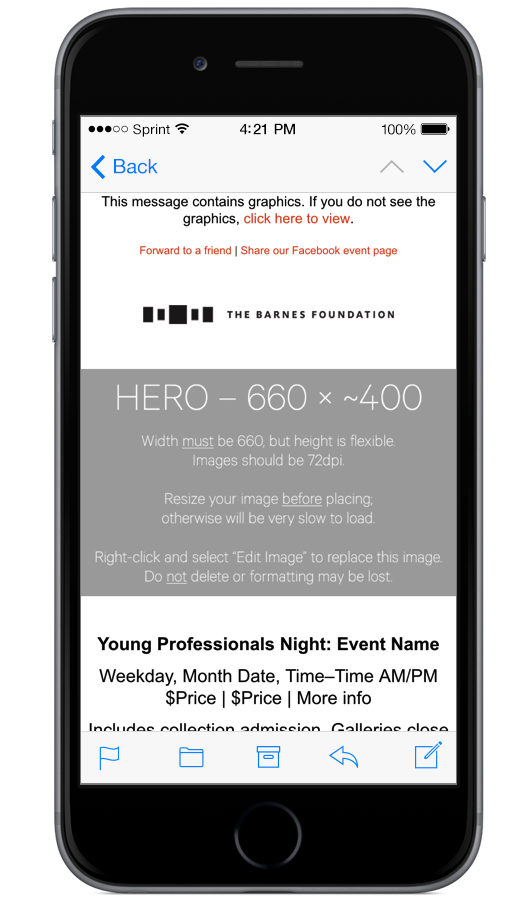 Sprint 4:21 PM 100%
Back
This message contains graphics. If you do not see the
graphics, click here to view.
Forward to a friend | Share our Facebook event page
THE BARNES FOUNDATION
HERO – 660 × ~400
Width must be 660, but height is flexible.
Images should be 72dpi.
Resize your image before placing;
otherwise will be very slow to load.
Right-click and select “Edit Image” to replace this image.
Do not delete or formatting may be lost.
Young Professionals Night: Event Name
Weekday, Month Date, Time–Time AM/PM
$Price | $Price | More info
Includes collection admission. Galleries close